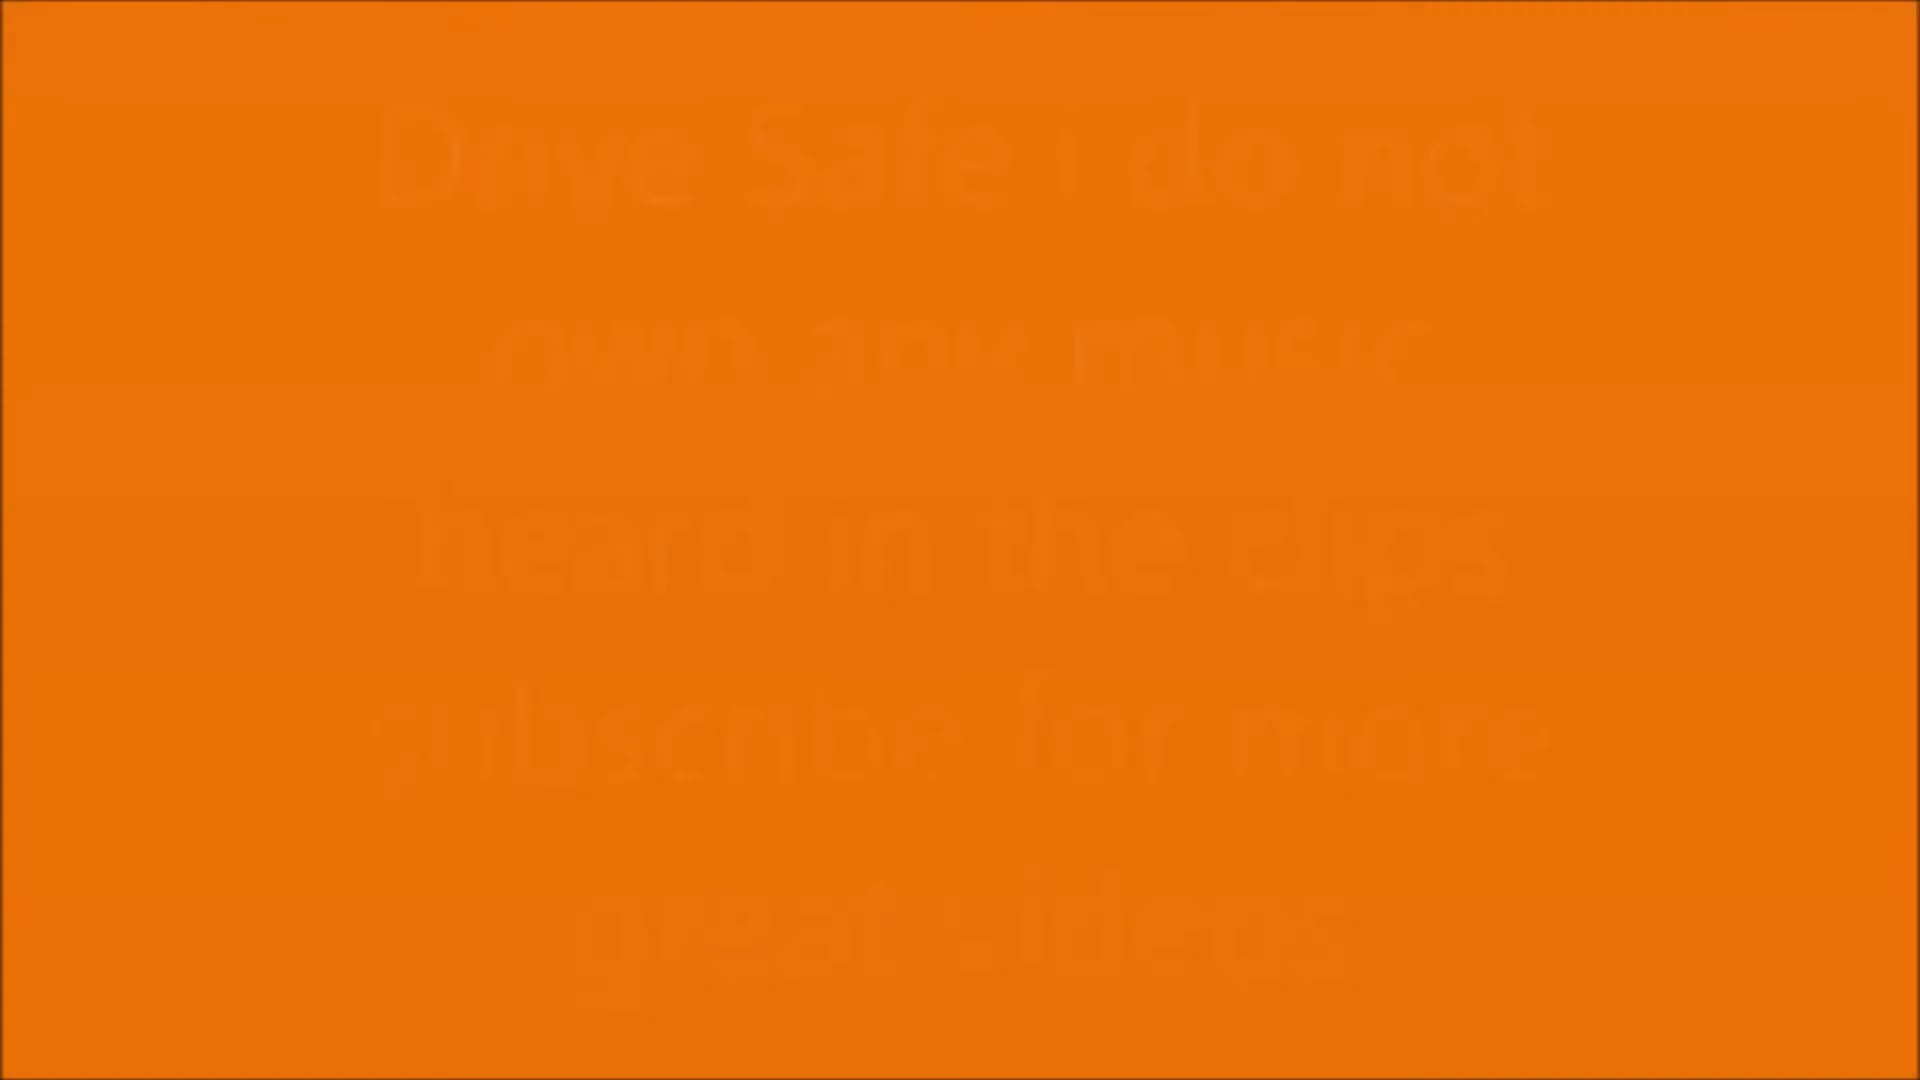 Drive Safe i do not
own any music
heard in the clips
subscribe for more
great videos